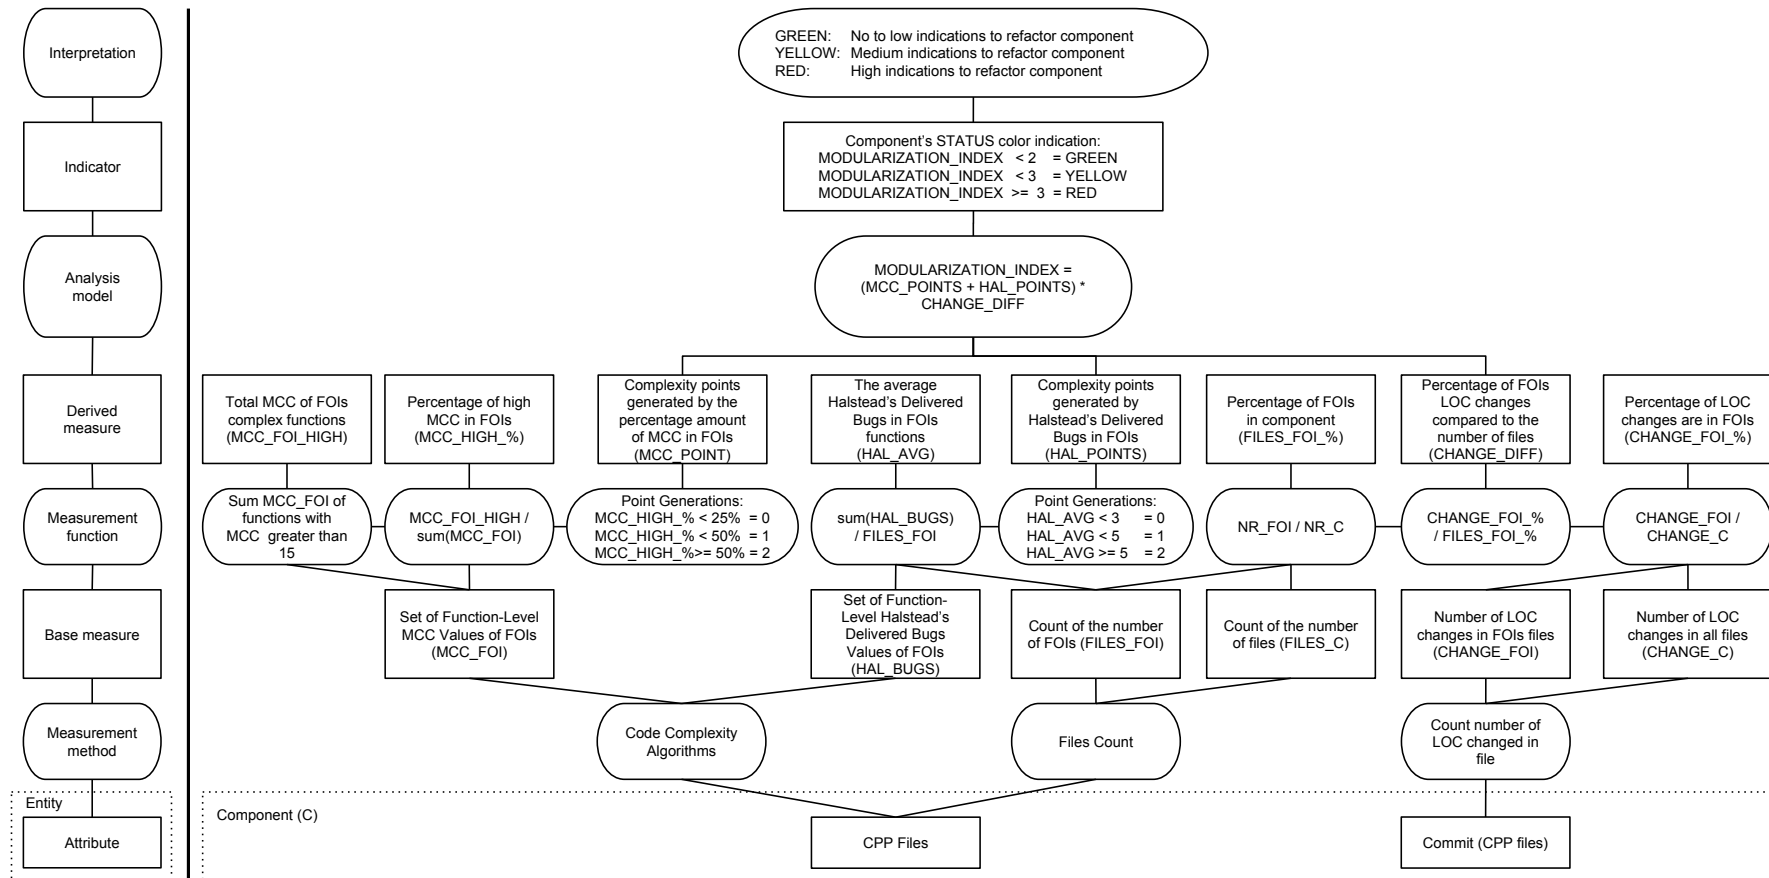 Interpretation
GREEN: No to low indications to refactor component
YELLOW: Medium indications to refactor component
RED: High indications to refactor component
Indicator
Component's STATUS color indication:
MODULARIZATION_INDEX < 2 = GREEN
MODULARIZATION_INDEX < 3 = YELLOW
MODULARIZATION_INDEX >= 3 = RED
Analysis
model
MODULARIZATION_INDEX =
(MCC_POINTS + HAL_POINTS) *
CHANGE_DIFF
Derived
measure
Total MCC of FOIs
complex functions
(MCC_FOI_HIGH)
Percentage of high
MCC in FOIs
(MCC_HIGH_%)
Complexity points
generated by the
percentage amount
of MCC in FOIs
(MCC_POINT)
The average
Halstead's Delivered
Bugs in FOIs
functions
(HAL_AVG)
Complexity points
generated by
Halstead's Delivered
Bugs in FOIs
(HAL_POINTS)
Percentage of FOIs
in component
(FILES_FOI_%)
Percentage of FOIs
LOC changes
compared to the
number of files
(CHANGE_DIFF)
Percentage of LOC
changes are in FOIs
(CHANGE_FOI_%)
Measurement
function
Sum MCC_FOI of
functions with
MCC greater than
15
MCC_FOI_HIGH /
sum(MCC_FOI)
Point Generations:
MCC_HIGH_% < 25% = 0
MCC_HIGH_% < 50% = 1
MCC_HIGH_%>= 50% = 2
sum(HAL_BUGS)
/ FILES_FOI
Point Generations:
HAL_AVG < 3 = 0
HAL_AVG < 5 = 1
HAL_AVG >= 5 = 2
NR_FOI / NR_C
CHANGE_FOI_%
/ FILES_FOI_%
CHANGE_FOI /
CHANGE_C
Base measure
Set of Function-Level
MCC Values of FOIs
(MCC_FOI)
Set of Function-
Level Halstead's
Delivered Bugs
Values of FOIs
(HAL_BUGS)
Count of the number
of FOIs (FILES_FOI)
Count of the number
of files (FILES_C)
Number of LOC
changes in FOIs files
(CHANGE_FOI)
Number of LOC
changes in all files
(CHANGE_C)
Measurement
method
Code Complexity
Algorithms
Files Count
Count number of
LOC changed in
file
Entity
Attribute
Component (C)
CPP Files
Commit (CPP files)